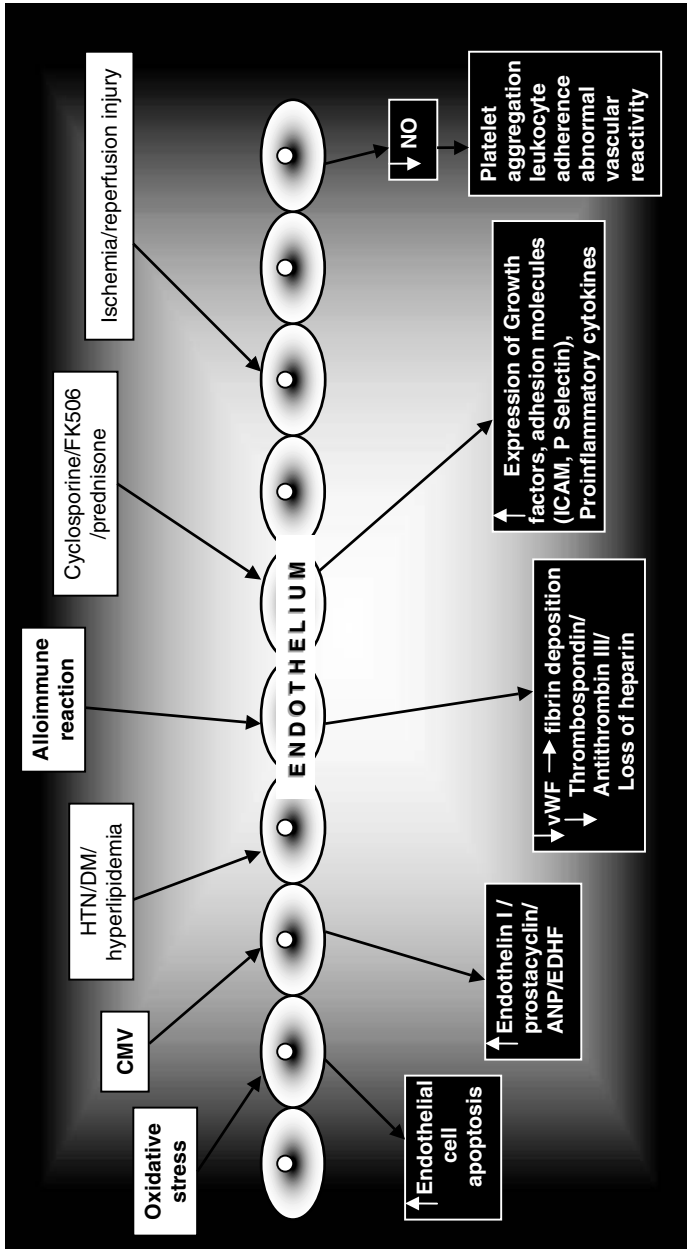 Oxidative
stress
CMV
HTN/DM/
hyperlipidemia
Alloimmune
reaction
Cyclosporine/FK506
/prednisone
Ischemia/reperfusion injury
ENDOTHELIUM
↑Endothelial
cell
apoptosis
↑Endothelin I /
prostacyclin/
ANP/EDHF
↓vWF → fibrin deposition
↓ Thrombospondin/
Antithrombin III/
Loss of heparin
↑ Expression of Growth
factors, adhesion molecules
(ICAM, P Selectin),
Proinflammatory cytokines
↓ NO
Platelet
aggregation
leukocyte
adherence
abnormal
vascular
reactivity